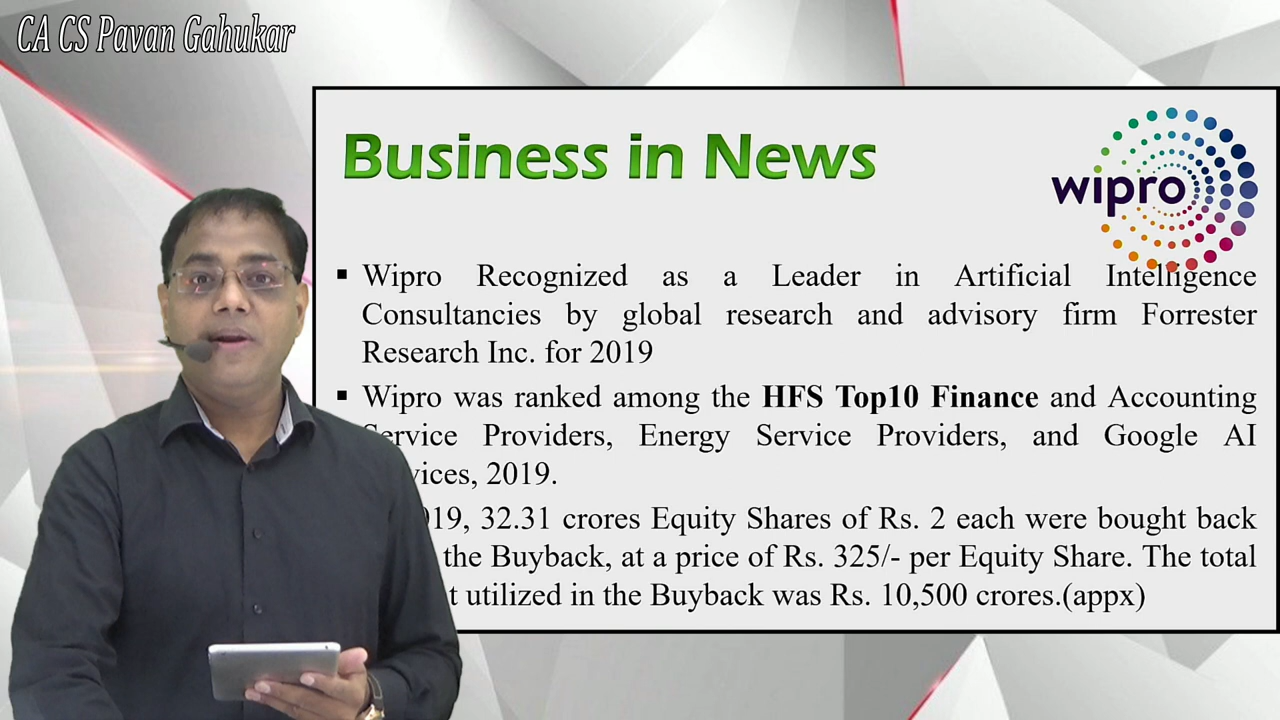 CA CS Pavan Gahukar
Business in News
wipro
▪ Wipro Recognized as a Leader in Artificial Intelligence
Consultancies by global research and advisory firm Forrester
Research Inc. for 2019
▪ Wipro was ranked among the HFS Top10 Finance and Accounting
Service Providers, Energy Service Providers, and Google AI
2019.
32.31 crores Equity Shares of Rs. 2 each were bought back
the Buyback, at a price of Rs. 325/- per Equity Share. The total
utilized in the Buyback was Rs. 10,500 crores.(appx)